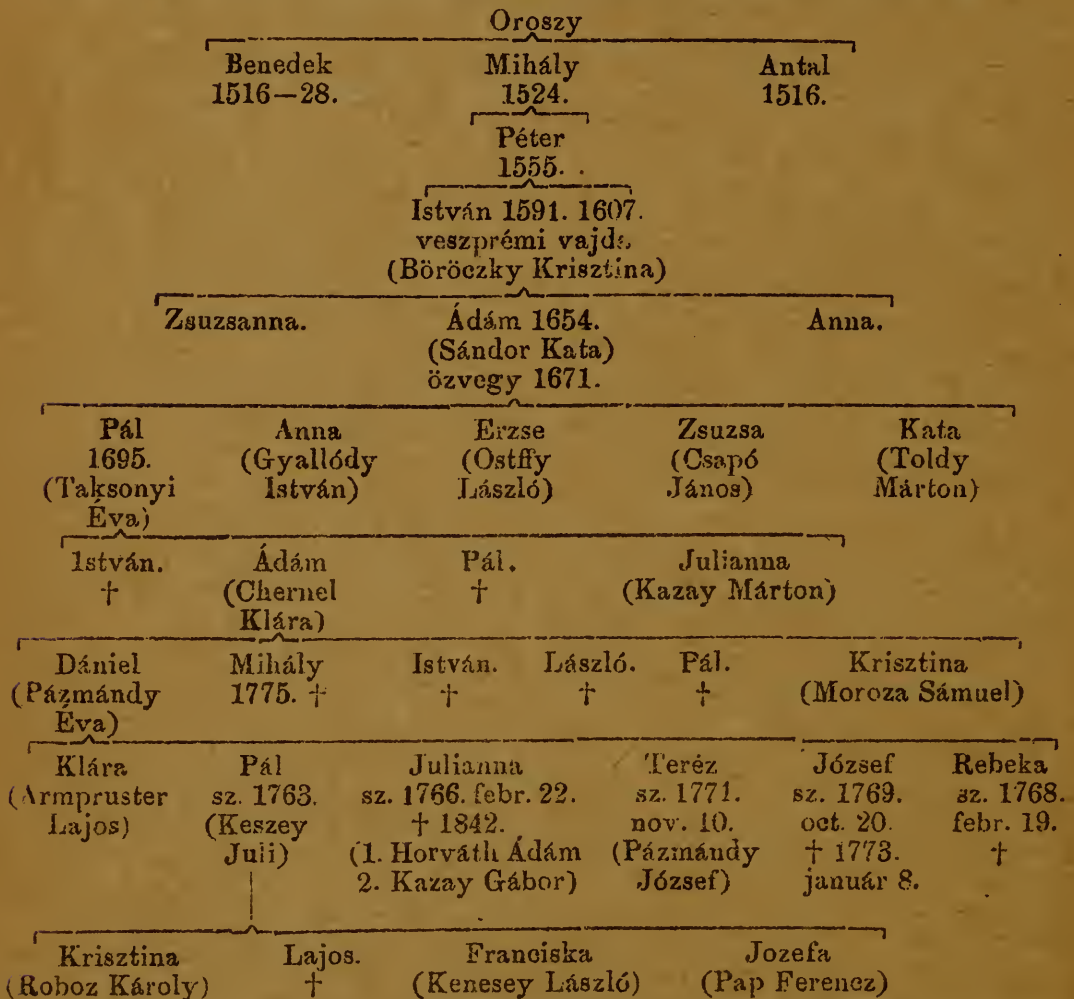 Oroszy
Benedek Mihály Antal
1516—28. 1524. 1516.
Péter
1555.
István 1591. 1607.
veszprémi vajda
(Böröczky Krisztina)
Zsuzsanna. Ádám 1654. Anna.
(Sándor Kata)
özvegy 1671.
Pál Anna Erzse Zsuzsa Kata
1695. (Gyallódy (Ostffy (Csapó (Toldy
(Taksonyi István) László) János) Márton)
Éva)
István. Ádám Pál. Julianna
† (Chernel † (Kazay Márton)
Klára)
Dániel Mihály István. László. Pál. Krisztina
(Pázmándy 1775. † † † † (Moroza Sámuel)
Éva)
Klára Pál Julianna Teréz József Rebeka
(Armpruster sz. 1763. sz. 1766. febr. 22. sz. 1771. sz. 1769. sz. 1768.
Lajos) (Keszey † 1842. nov. 10. oct. 20. febr. 19.
Juli) (1. Horváth Ádám (Pázmándy † 1773. †
2. Kazay Gábor) József) január 8.
Krisztina Lajos. Franciska Jozefa
(Roboz Károly) † (Kenesey László) (Pap Ferencz)